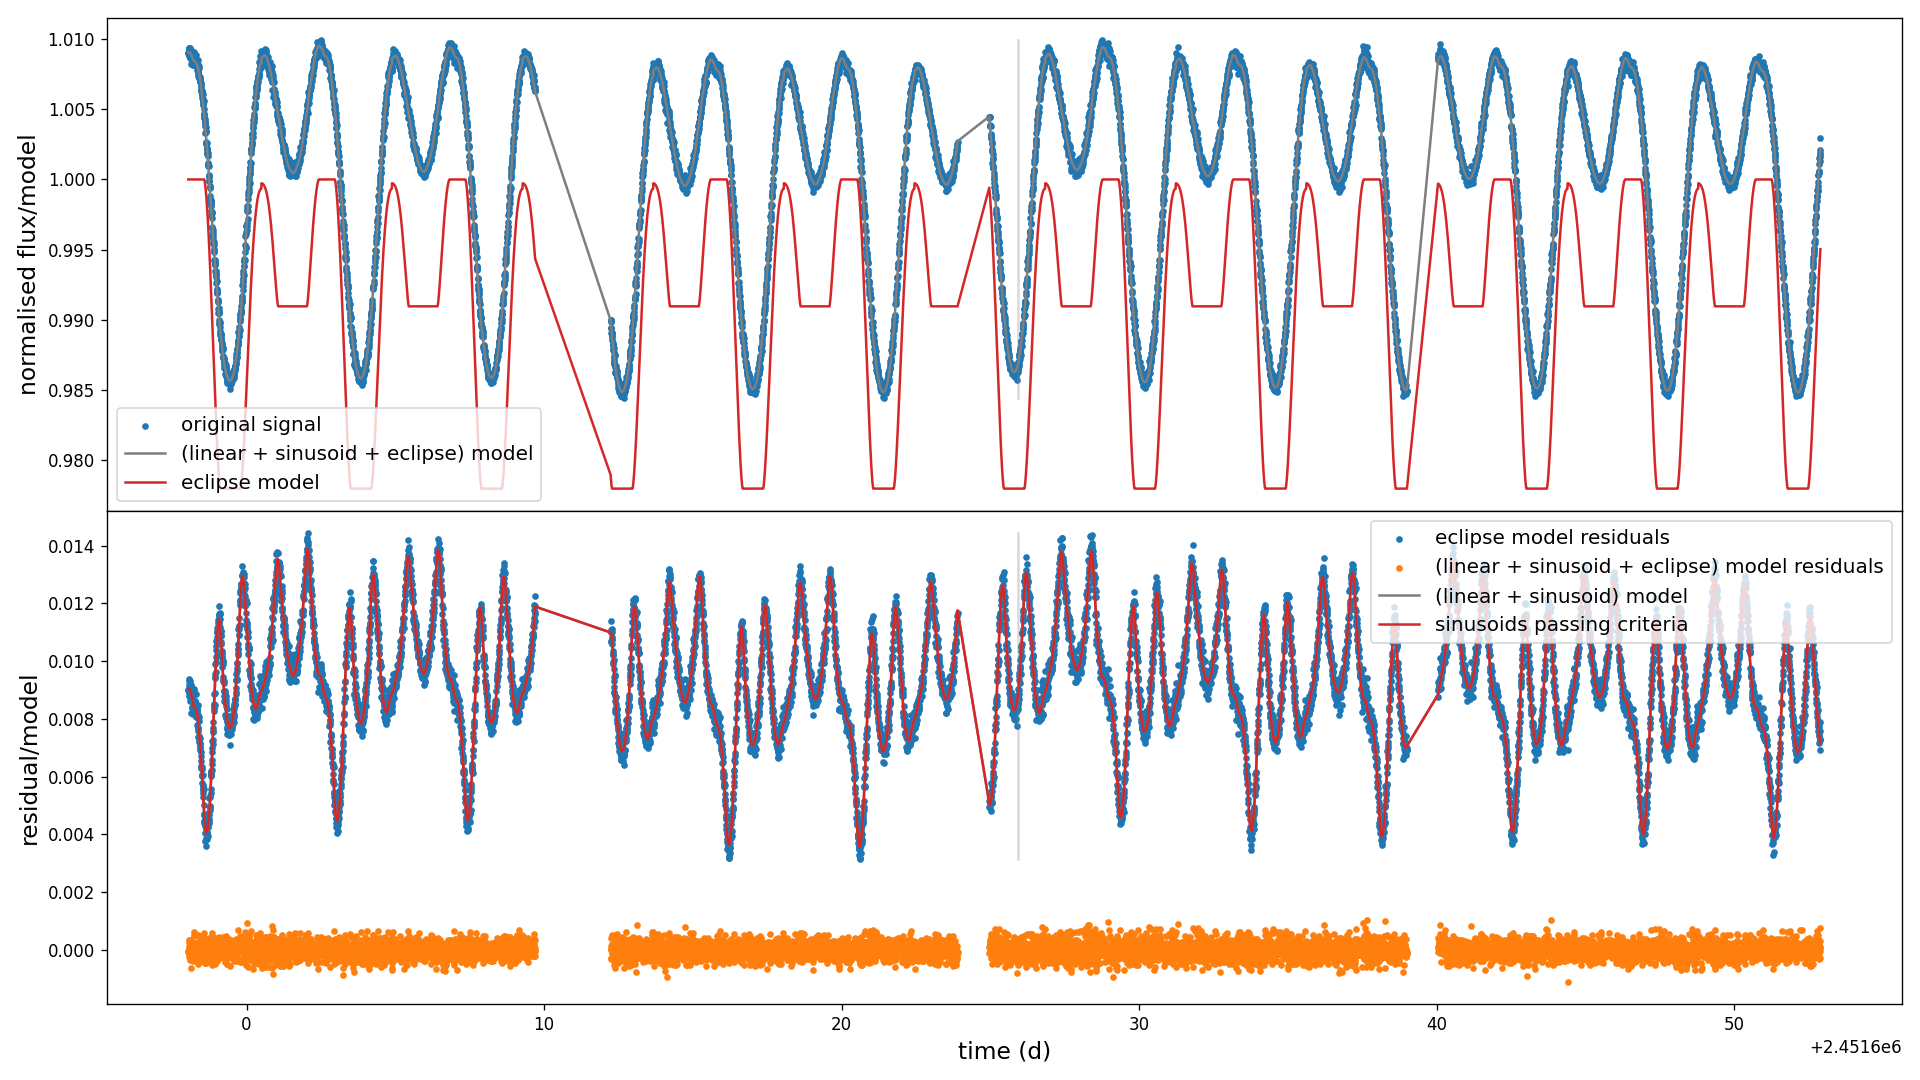 1.010
1.005
1.000
0.995
0.990
0.985
0.980
normalised flux/model
original signal
(linear + sinusoid + eclipse) model
eclipse model
0.014
0.012
0.010
0.008
0.006
0.004
0.002
0.000
residual/model
eclipse model residuals
(linear + sinusoid + eclipse) model residuals
(linear + sinusoid) model
sinusoids passing criteria
0 10 20 30 40 50
time (d)
+2.4516e6